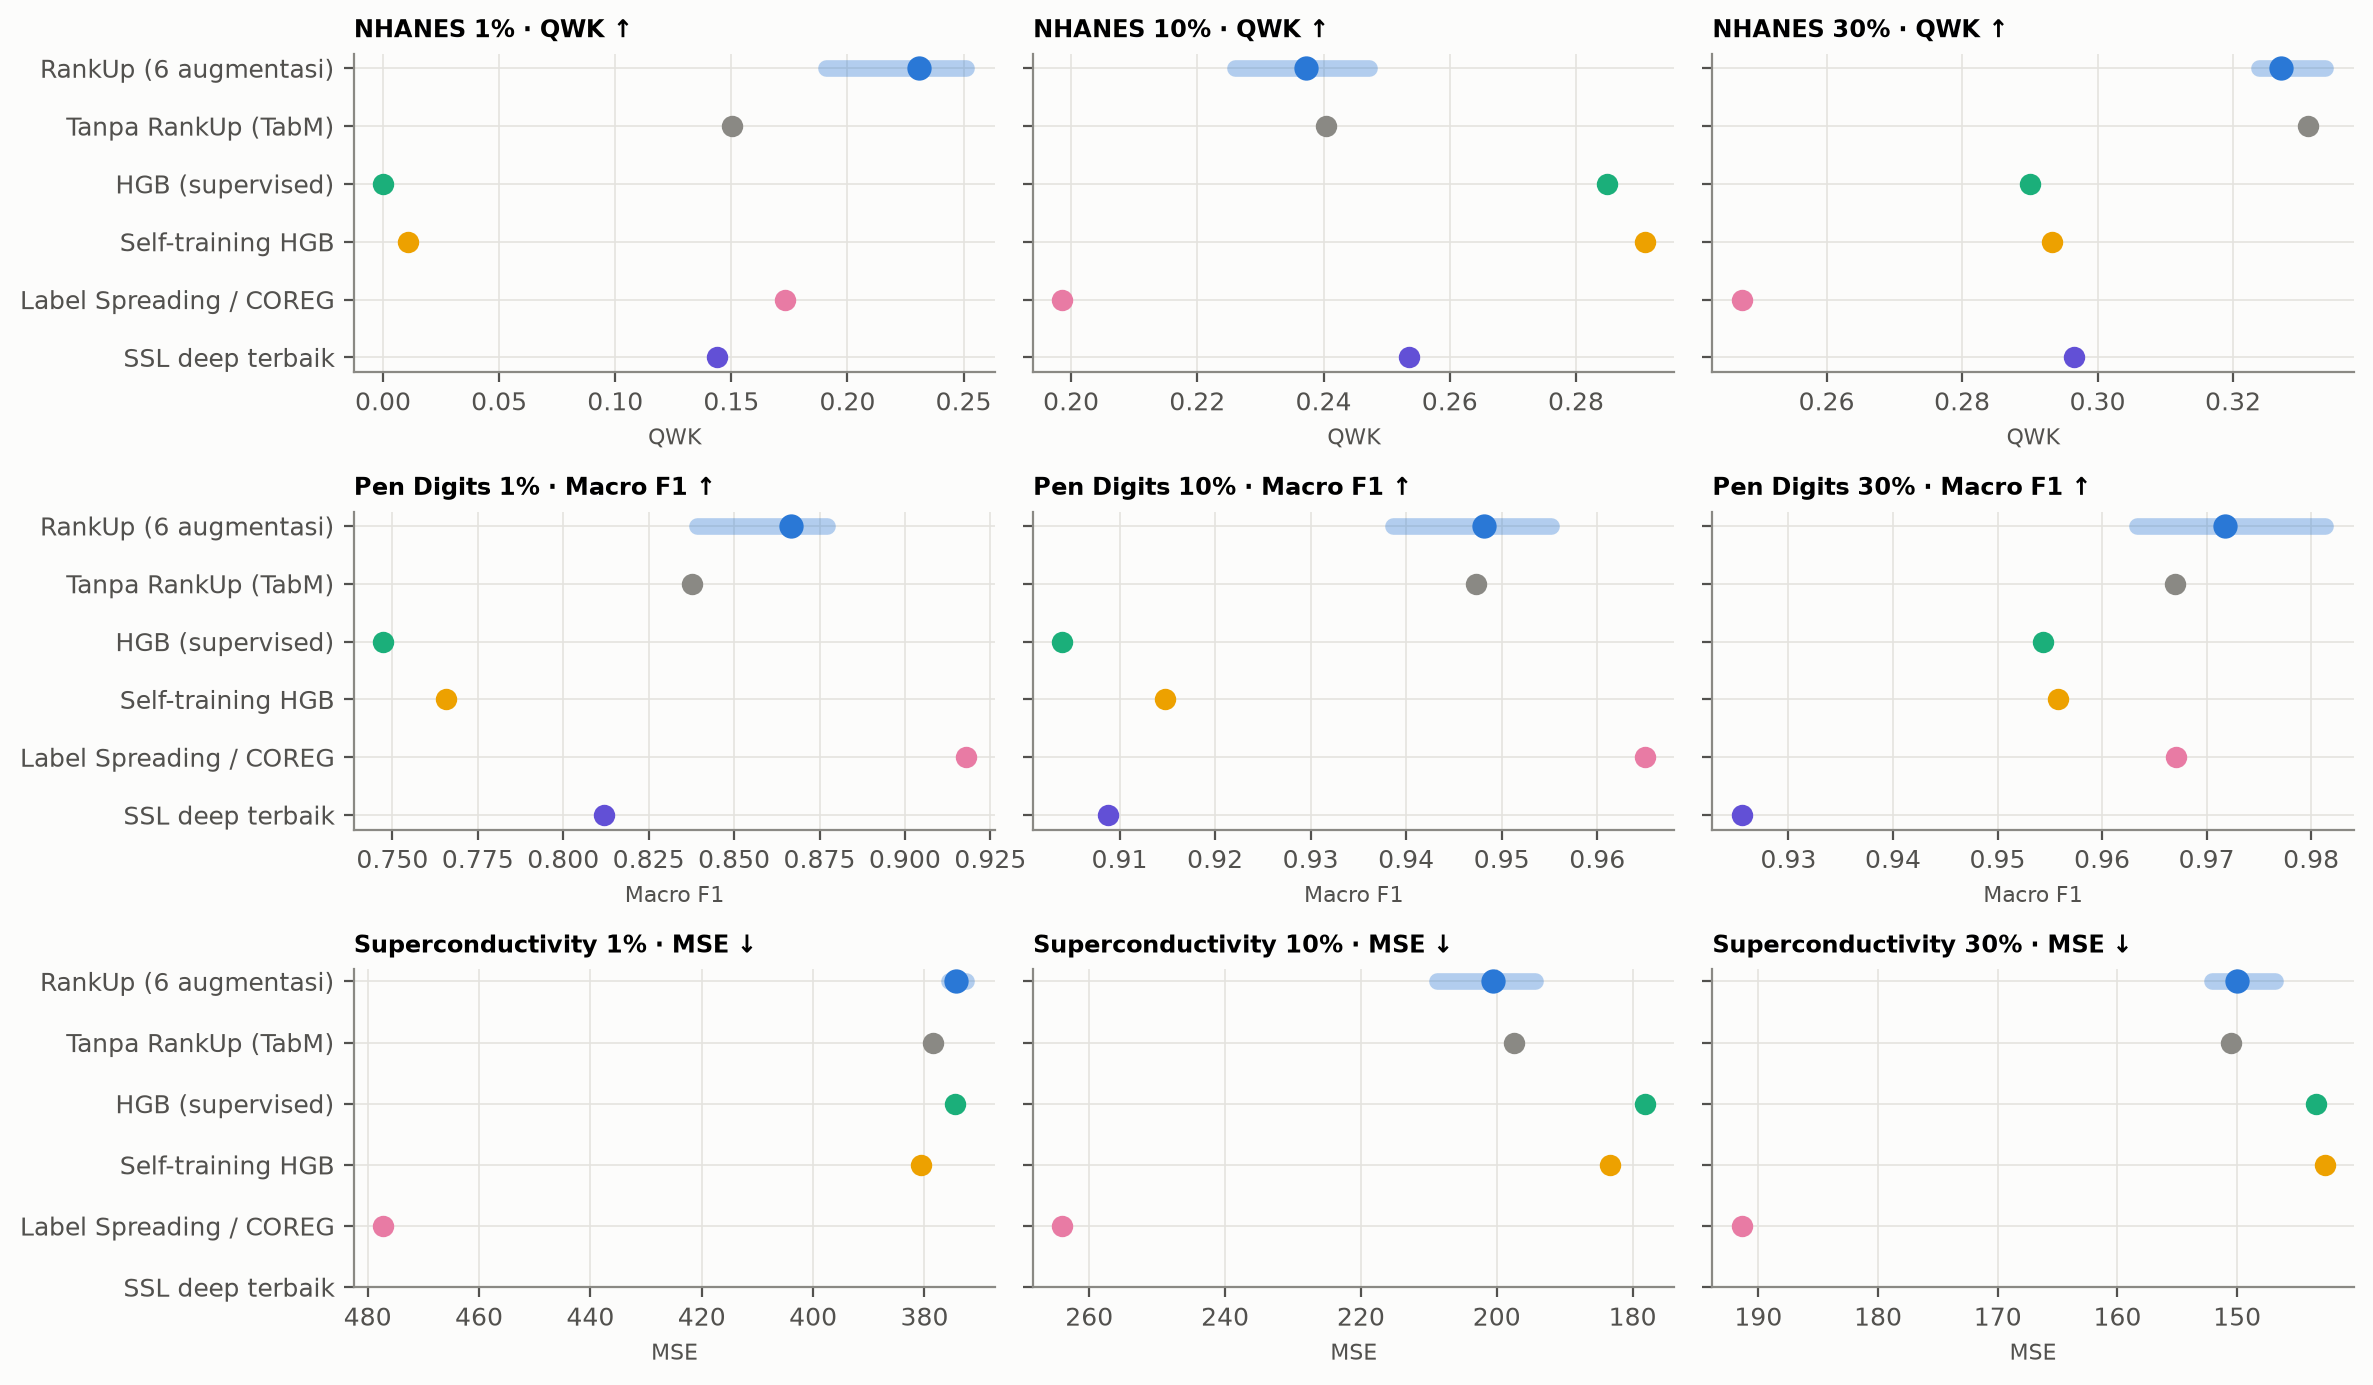 NHANES 1% · QWK ↑
RankUp (6 augmentasi)
Tanpa RankUp (TabM)
HGB (supervised)
Self-training HGB
Label Spreading / COREG
SSL deep terbaik
0.00 0.05 0.10 0.15 0.20 0.25
QWK
NHANES 10% · QWK ↑
0.20 0.22 0.24 0.26 0.28
QWK
NHANES 30% · QWK ↑
0.26 0.28 0.30 0.32
QWK
Pen Digits 1% · Macro F1 ↑
RankUp (6 augmentasi)
Tanpa RankUp (TabM)
HGB (supervised)
Self-training HGB
Label Spreading / COREG
SSL deep terbaik
0.750 0.775 0.800 0.825 0.850 0.875 0.900 0.925
Macro F1
Pen Digits 10% · Macro F1 ↑
0.91 0.92 0.93 0.94 0.95 0.96
Macro F1
Pen Digits 30% · Macro F1 ↑
0.93 0.94 0.95 0.96 0.97 0.98
Macro F1
Superconductivity 1% · MSE ↓
RankUp (6 augmentasi)
Tanpa RankUp (TabM)
HGB (supervised)
Self-training HGB
Label Spreading / COREG
SSL deep terbaik
480 460 440 420 400 380
MSE
Superconductivity 10% · MSE ↓
260 240 220 200 180
MSE
Superconductivity 30% · MSE ↓
190 180 170 160 150
MSE